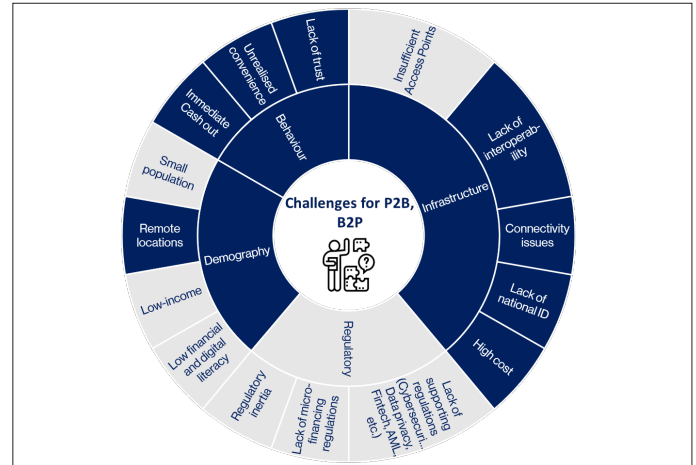 Challenges for P2B,
B2P
Infrastructure
Insufficient
Access Points
Lack of
interoperab-
ility
Connectivity
issues
Lack of
national ID
High cost
Regulatory
Lack of
supporting
regulations
(Cybersecuri...
Data privacy,
Fintech, AML,
etc.)
Lack of micro-
financing
regulations
Regulatory
inertia
Demography
Low financial
and digital
literacy
Low-income
Remote
locations
Small
population
Behaviour
Immediate
Cash out
Unrealised
convenience
Lack of trust
?